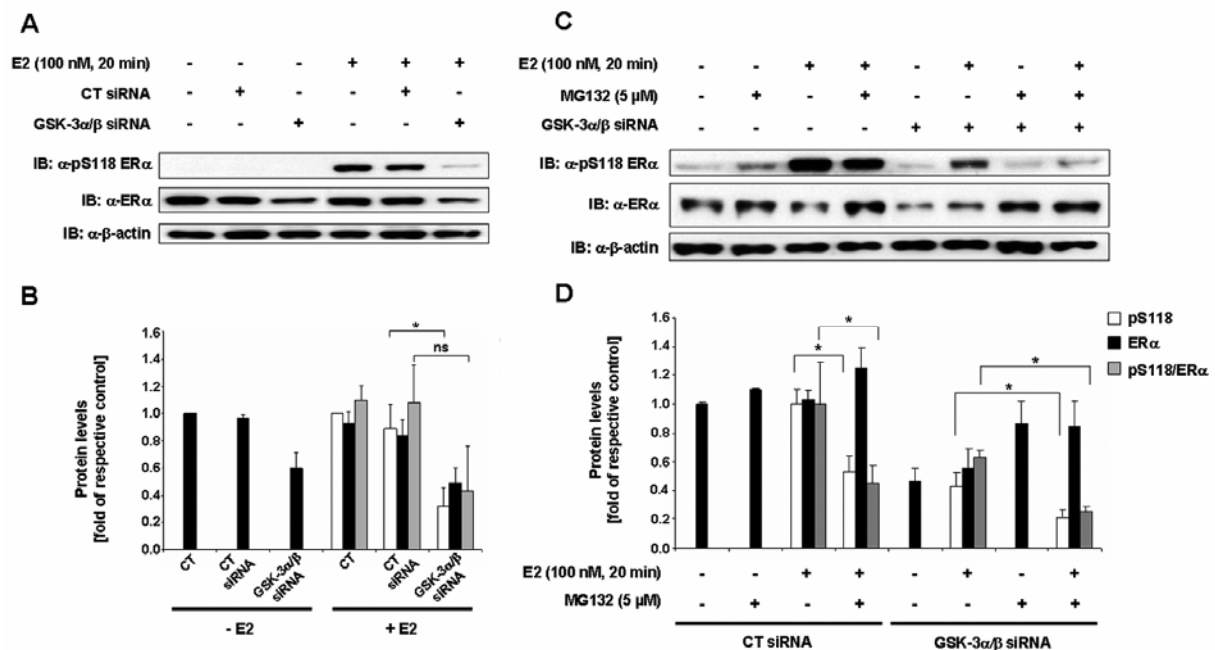 A
E2 (100 nM, 20 min) - - - + + +
CT siRNA - + - - + -
GSK-3α/β siRNA - - + - - +
IB: α-pS118 ERα
IB: α-ERα
IB: α-β-actin
B
Protein levels
[fold of respective control]
1.6
1.4
1.2
1.0
0.8
0.6
0.4
0.2
0.0
*
ns
CT
CT siRNA
GSK-3α/β siRNA
CT
CT siRNA
GSK-3α/β siRNA
- E2
+ E2
C
E2 (100 nM, 20 min) - - + + - + - +
MG132 (5 µM) - + - + - - + +
GSK-3α/β siRNA - - - - + + + +
IB: α-pS118 ERα
IB: α-ERα
IB: α-β-actin
D
Protein levels
[fold of respective control]
1.6
1.4
1.2
1.0
0.8
0.6
0.4
0.2
0.0
*
*
*
*
pS118
ERα
pS118/ERα
E2 (100 nM, 20 min) - - + + - + - +
MG132 (5 µM) - + - + - - + +
CT siRNA
GSK-3α/β siRNA